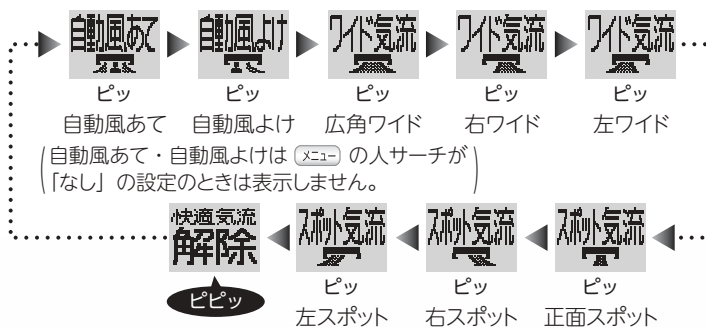 自動風あて 自動風よけ ワイド気流 ワイド気流 ワイド気流
ピッ ピッ ピッ ピッ ピッ
自動風あて 自動風よけ 広角ワイド 右ワイド 左ワイド
自動風あて・自動風よけは メニュー の人サーチが
「なし」の設定のときは表示しません。
快適気流 解除 スポット気流 スポット気流 スポット気流
ピピッ ピッ ピッ ピッ
左スポット 右スポット 正面スポット